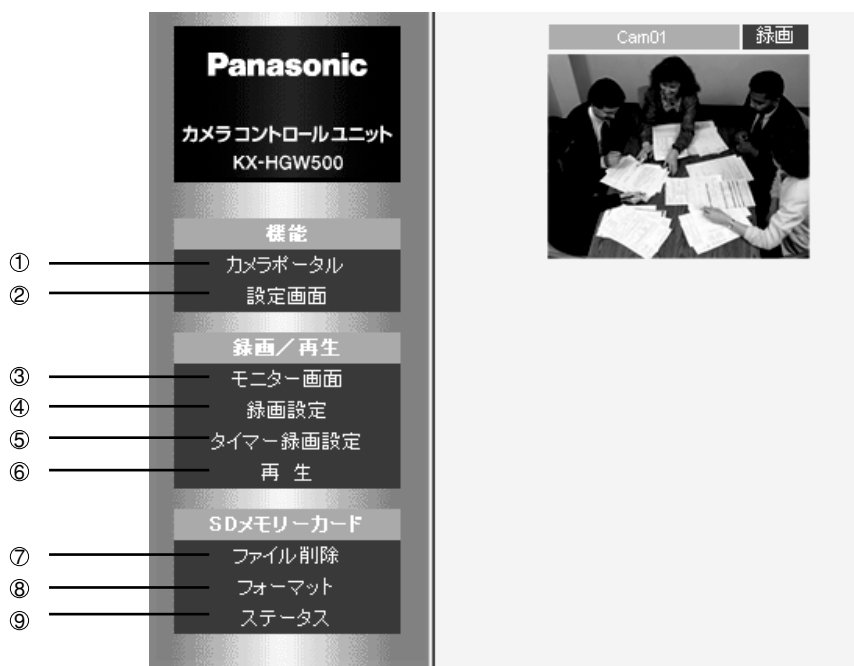 Panasonic
カメラコントロールユニット
KX-HGW500
機能
① カメラポータル
② 設定画面
録画／再生
③ モニター画面
④ 録画設定
⑤ タイマー録画設定
⑥ 再 生
SDメモリーカード
⑦ ファイル削除
⑧ フォーマット
⑨ ステータス
Cam01 録画